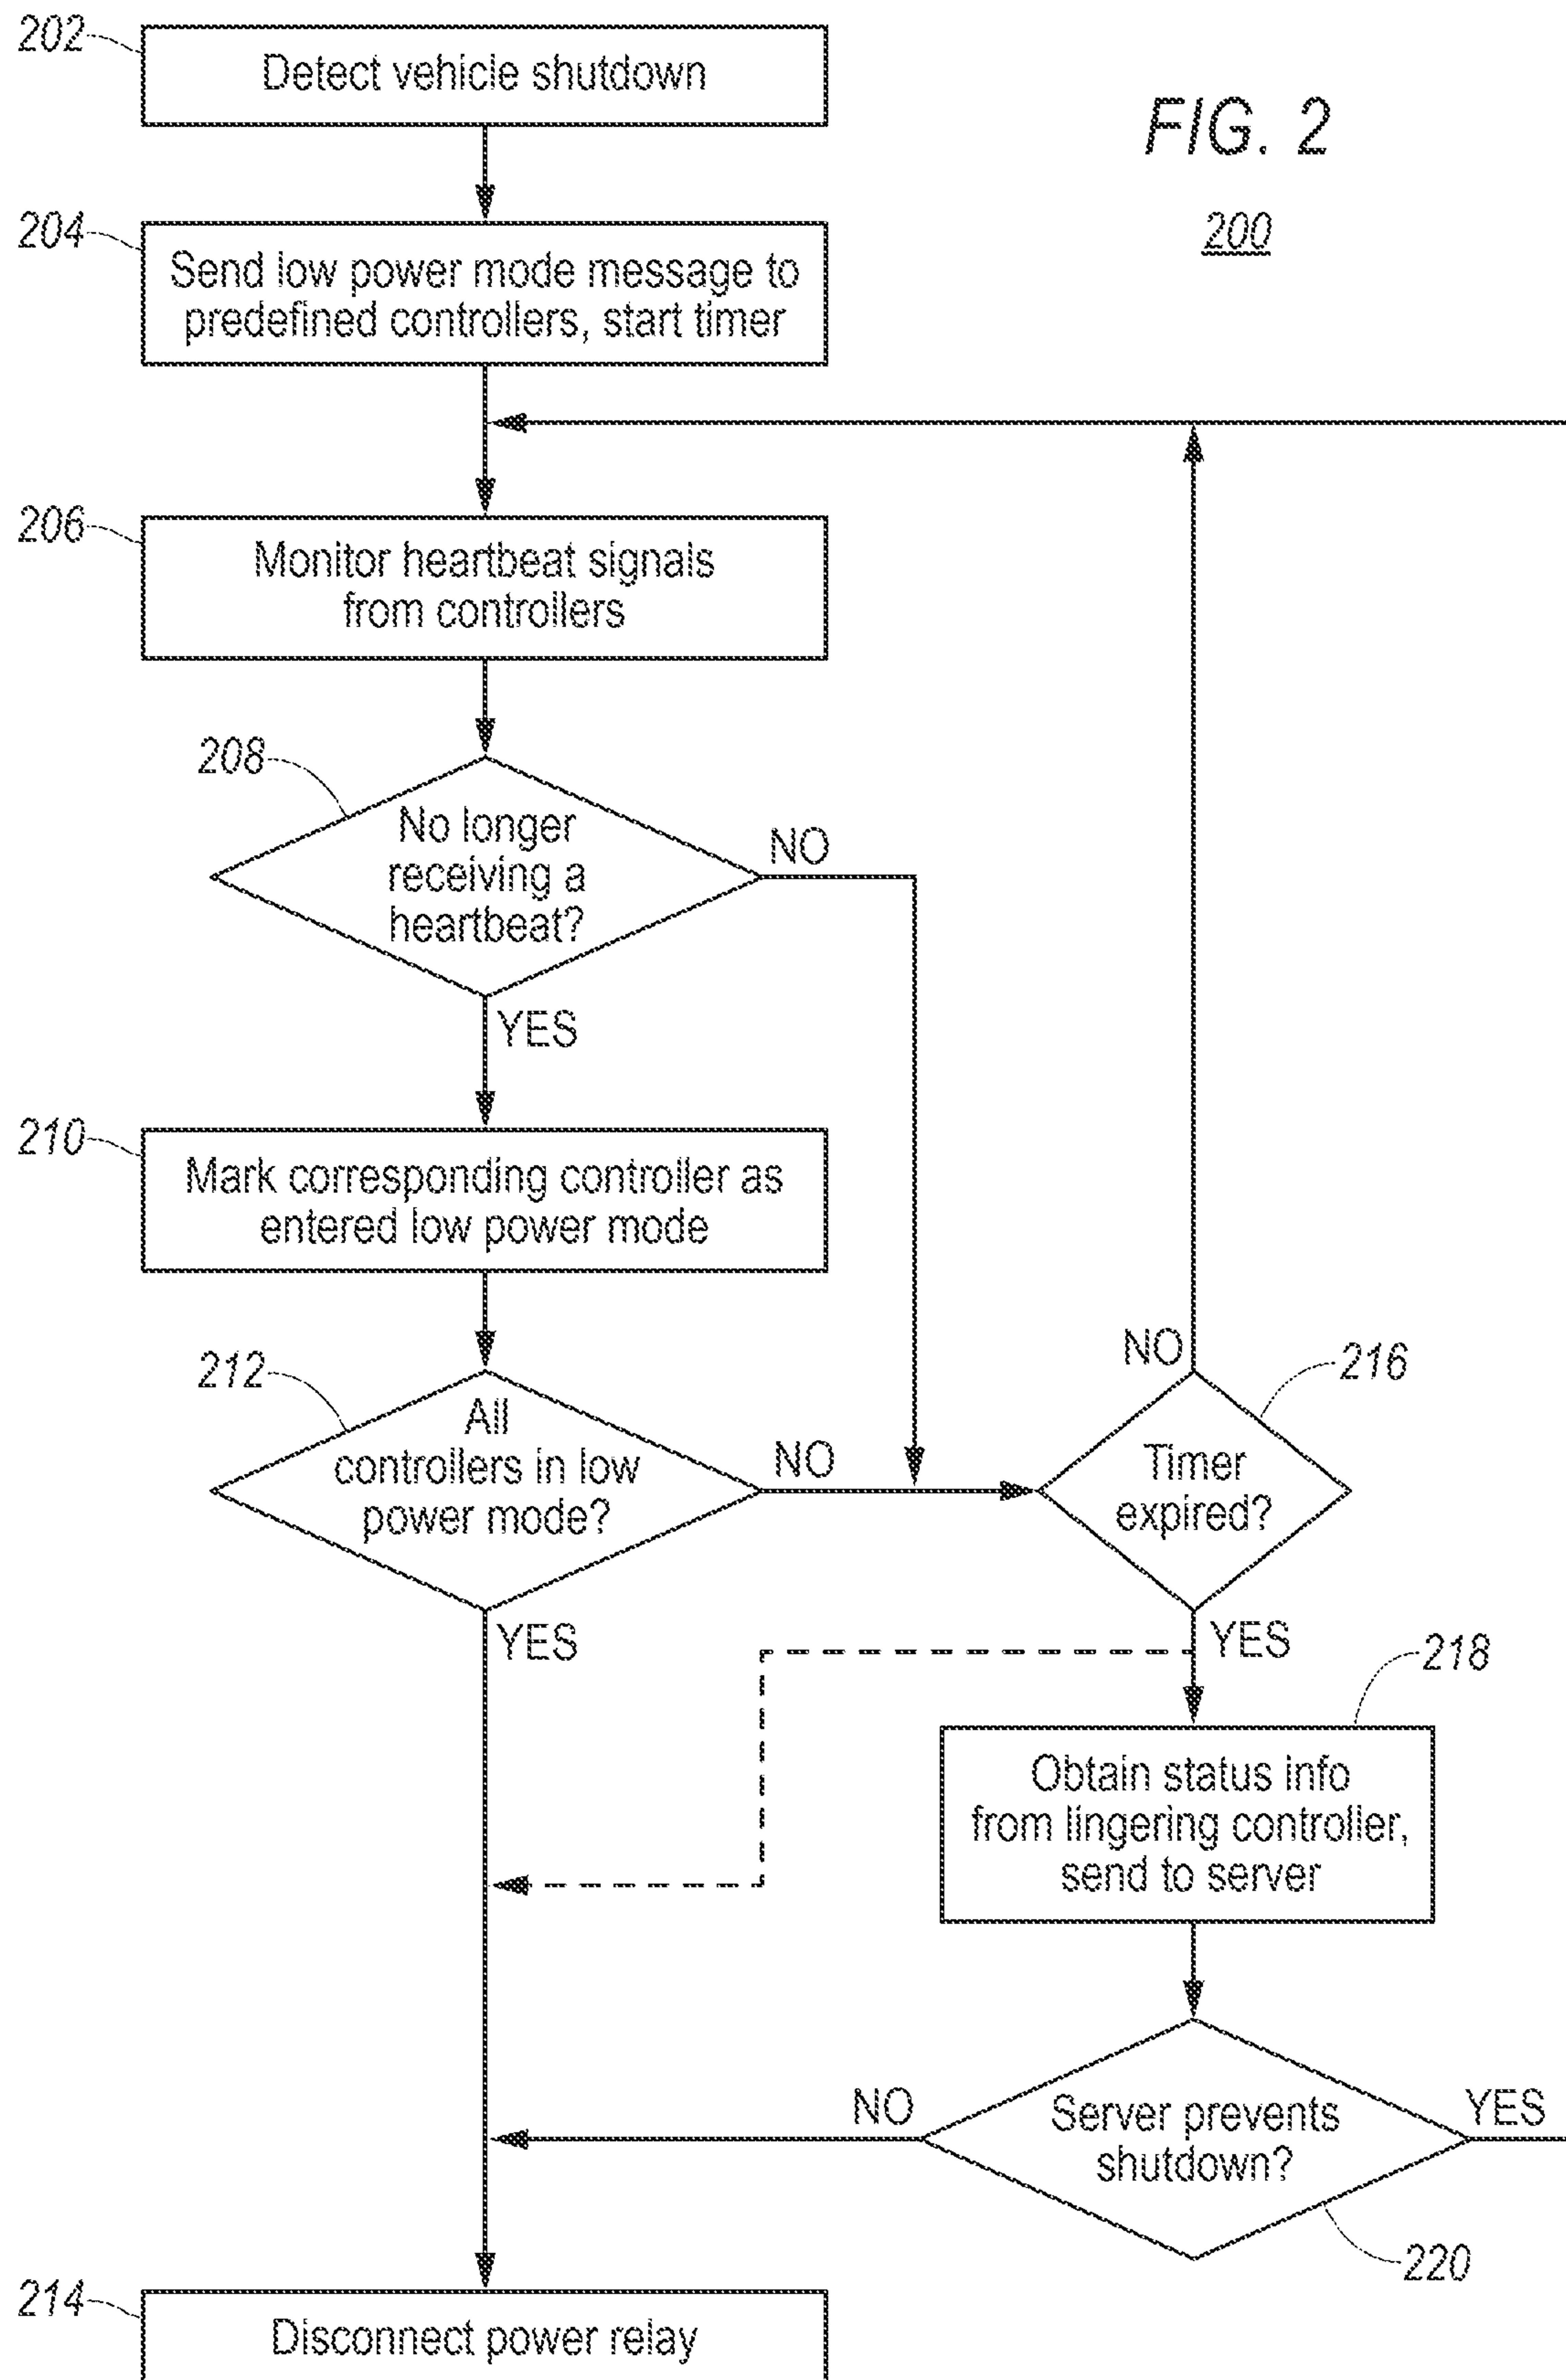 FIG. 2
200
202
Detect vehicle shutdown
204
Send low power mode message to
predefined controllers, start timer
206
Monitor heartbeat signals
from controllers
208
No longer
receiving a
heartbeat?
NO
YES
210
Mark corresponding controller as
entered low power mode
212
All
controllers in low
power mode?
NO
YES
NO
216
Timer
expired?
YES
218
Obtain status info
from lingering controller,
send to server
NO
Server prevents
shutdown?
YES
220
214
Disconnect power relay